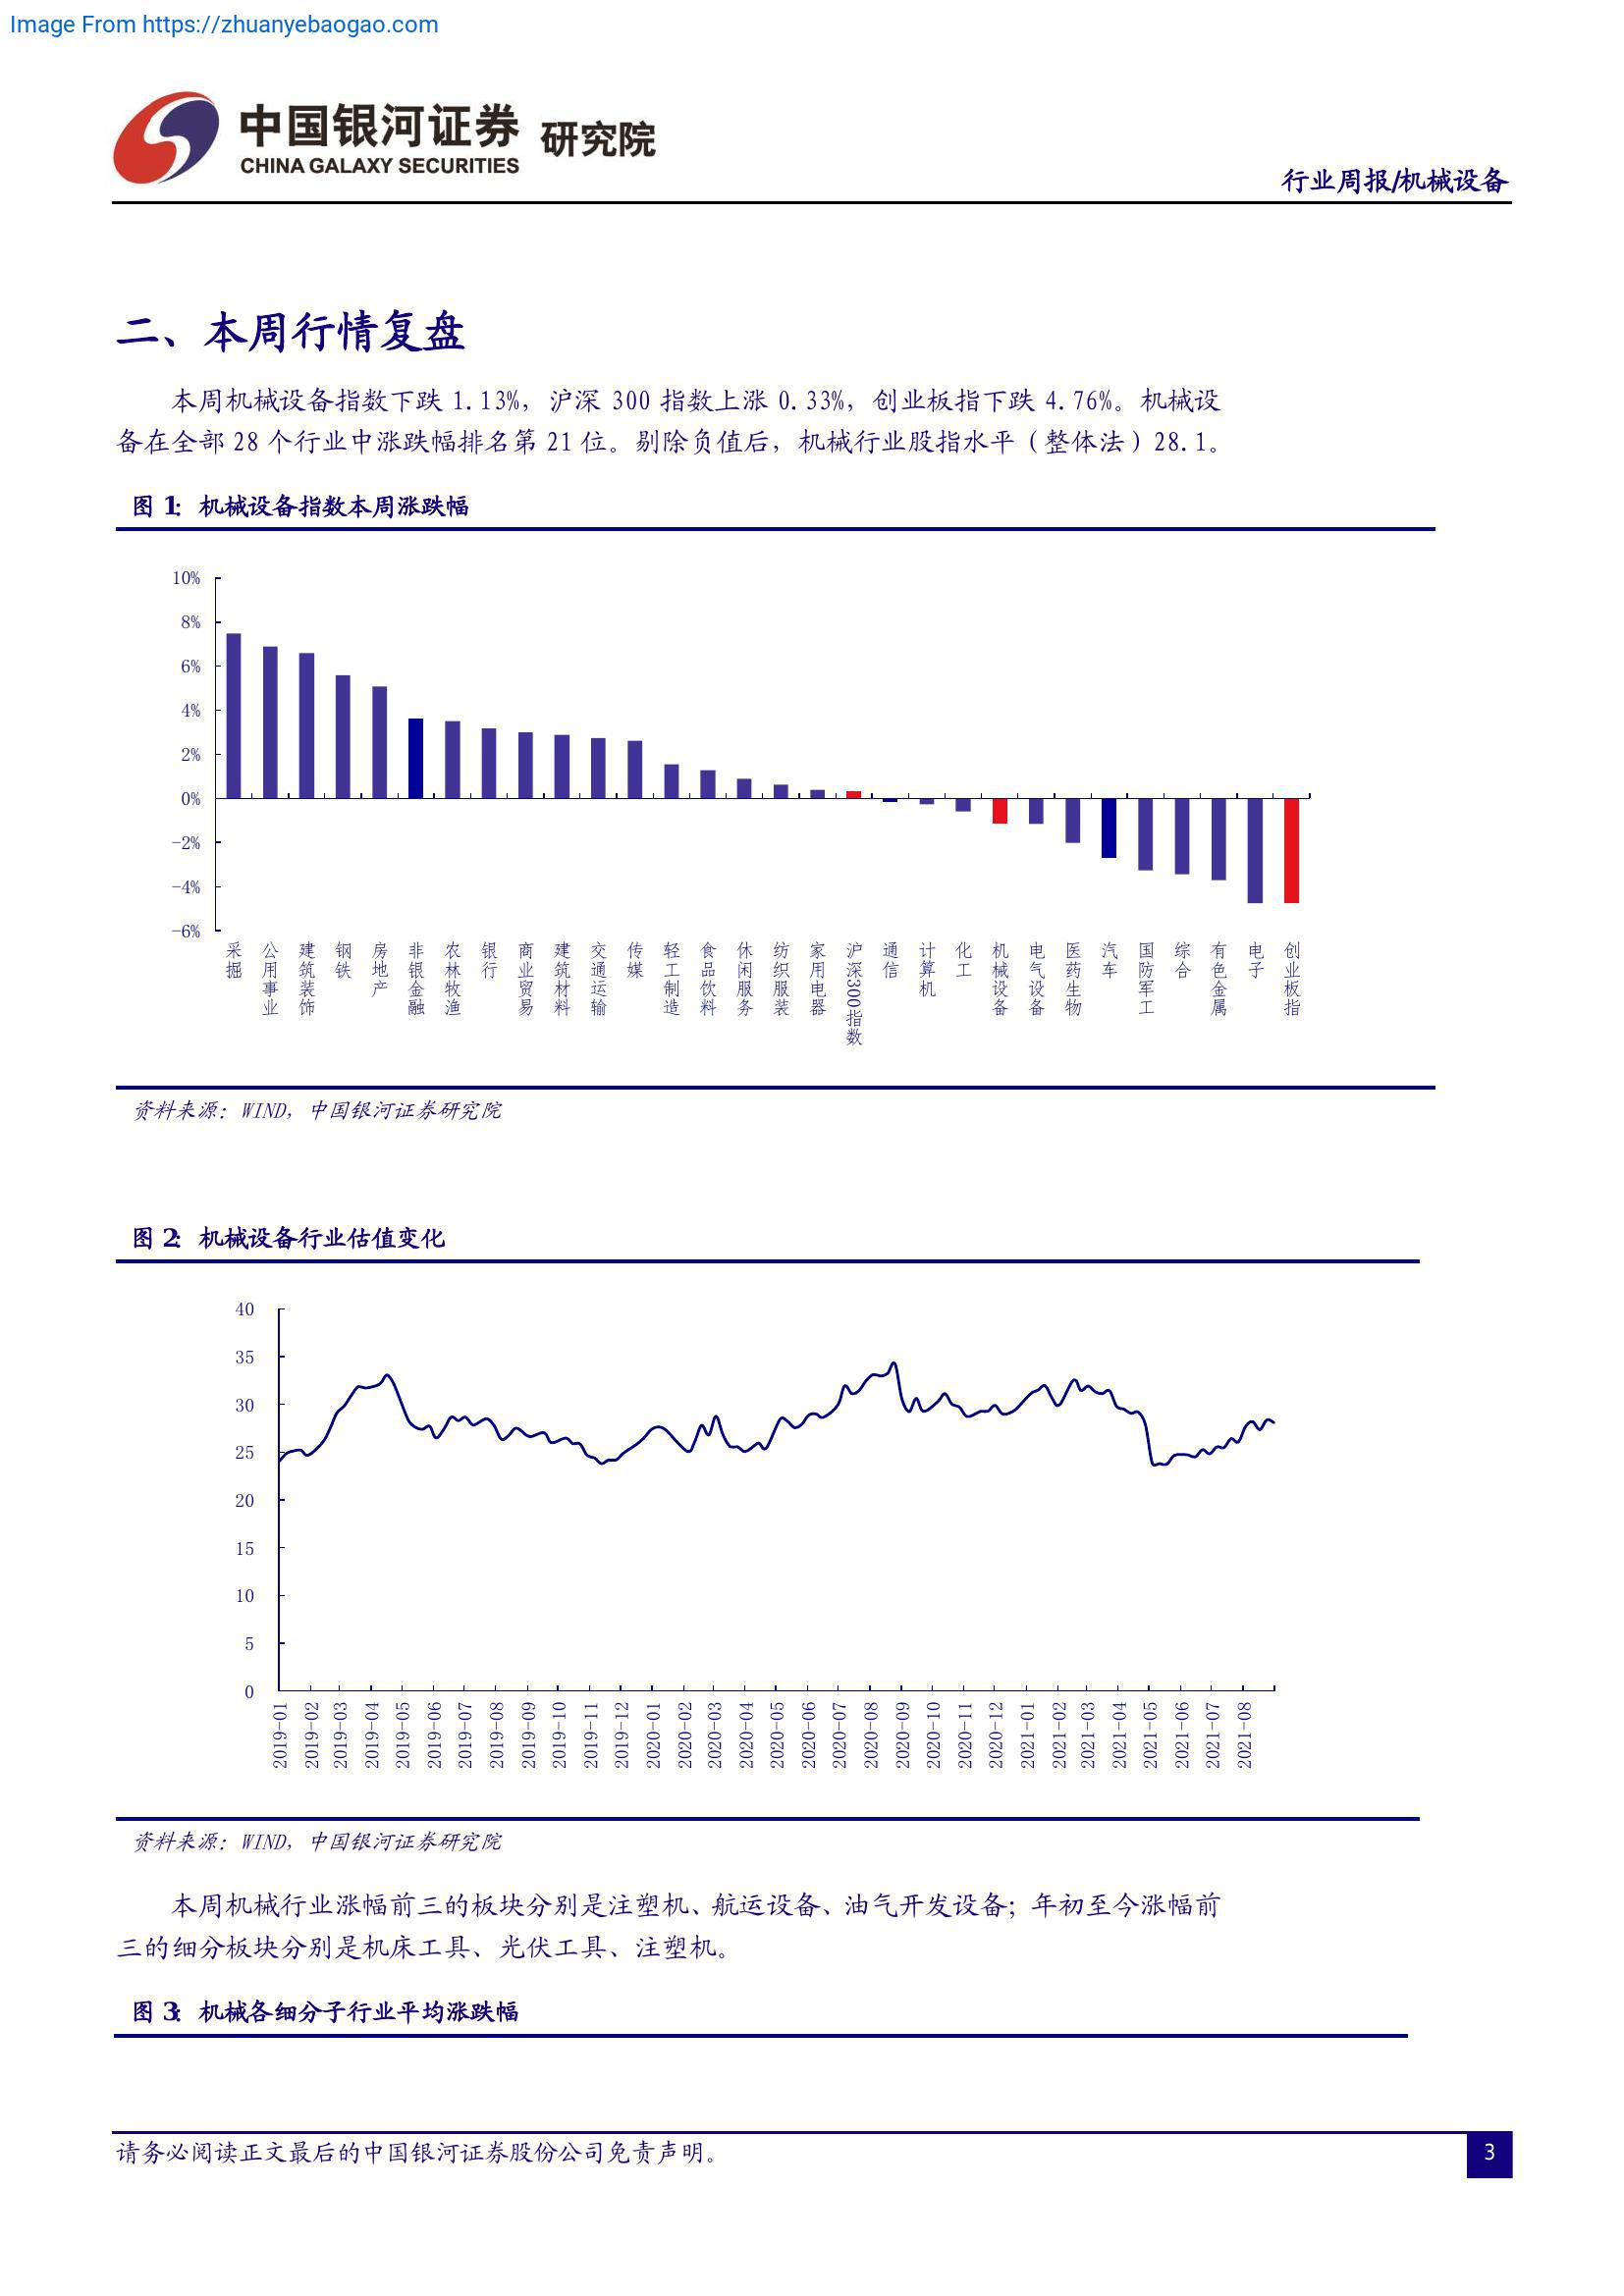 Image From https://zhuanyebaogao.com
中国银河证券 研究院
CHINA GALAXY SECURITIES
行业周报/机械设备
二、本周行情复盘
本周机械设备指数下跌 1.13%，沪深 300 指数上涨 0.33%，创业板指下跌 4.76%。机械设
备在全部 28 个行业中涨跌幅排名第 21 位。剔除负值后，机械行业股指水平（整体法）28.1。
图 1：机械设备指数本周涨跌幅
10%
8%
6%
4%
2%
0%
-2%
-4%
-6%
采掘
公用事业
建筑装饰
钢铁
房地产
非银金融
农林牧渔
银行
商业贸易
建筑材料
交通运输
传媒
轻工制造
食品饮料
休闲服务
纺织服装
家用电器
沪深300指数
通信
计算机
化工
机械设备
电气设备
医药生物
汽车
国防军工
综合
有色金属
电子
创业板指
资料来源：WIND，中国银河证券研究院
图 2：机械设备行业估值变化
40
35
30
25
20
15
10
5
0
2019-01
2019-02
2019-03
2019-04
2019-05
2019-06
2019-07
2019-08
2019-09
2019-10
2019-11
2019-12
2020-01
2020-02
2020-03
2020-04
2020-05
2020-06
2020-07
2020-08
2020-09
2020-10
2020-11
2020-12
2021-01
2021-02
2021-03
2021-04
2021-05
2021-06
2021-07
2021-08
资料来源：WIND，中国银河证券研究院
本周机械行业涨幅前三的板块分别是注塑机、航运设备、油气开发设备；年初至今涨幅前
三的细分板块分别是机床工具、光伏工具、注塑机。
图 3：机械各细分子行业平均涨跌幅
请务必阅读正文最后的中国银河证券股份公司免责声明。
3